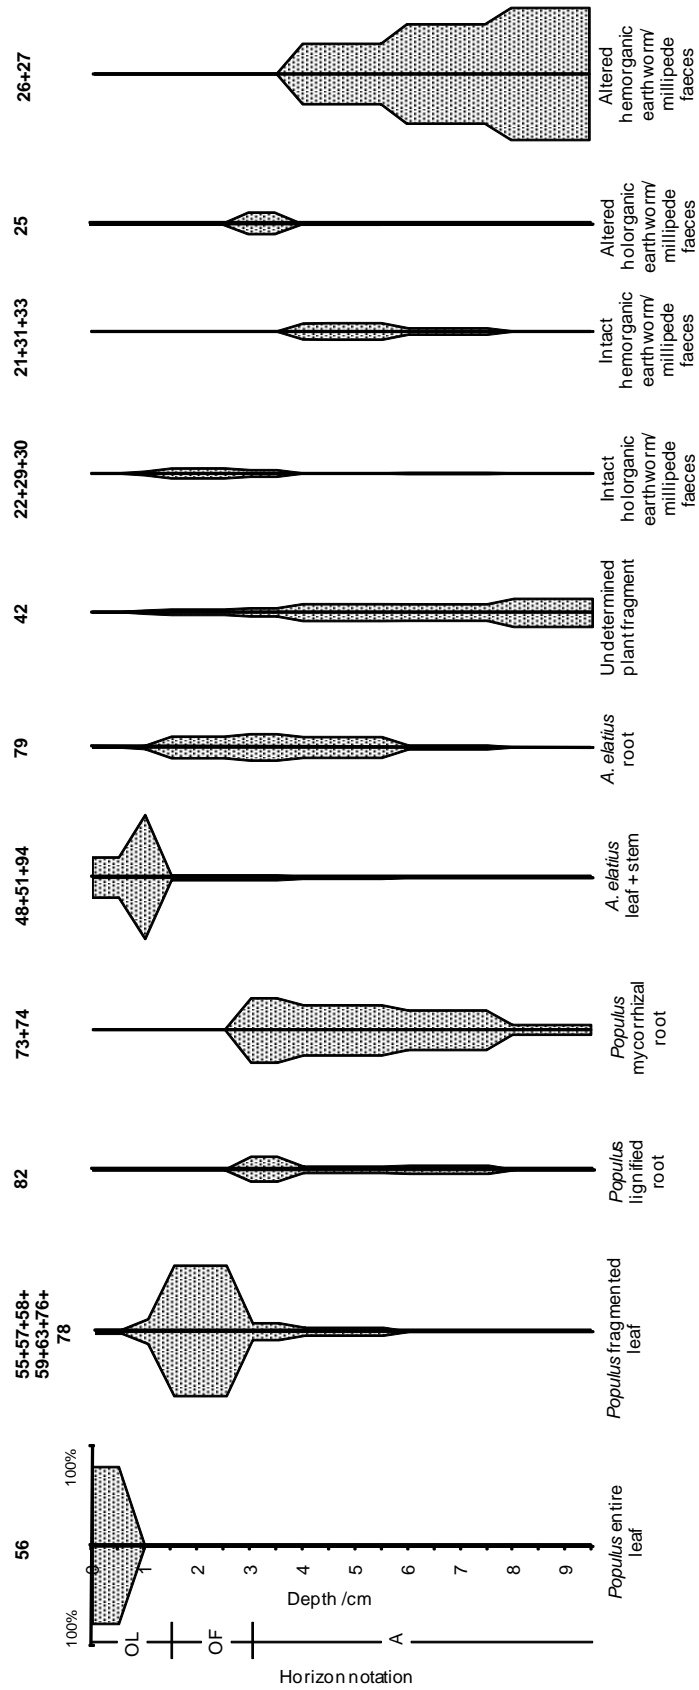 26+27
25
21+31+33
22+29+30
42
79
48+51+94
73+74
82
55+57+58+
59+63+76+
78
56
Altered
hemorganic
earthworm/
millipede
faeces
Altered
holorganic
earthworm/
millipede
faeces
Intact
hemorganic
earthworm/
millipede
faeces
Intact
holorganic
earthworm/
millipede
faeces
Undetermined
plant fragment
A. elatius
root
A. elatius
leaf + stem
Populus
mycorrhizal
root
Populus
lignified
root
Populus fragmented
leaf
Populus entire
leaf
100%
100%
0
1
2
3
4
5
6
7
8
9
Depth /cm
OL
OF
A
Horizon notation